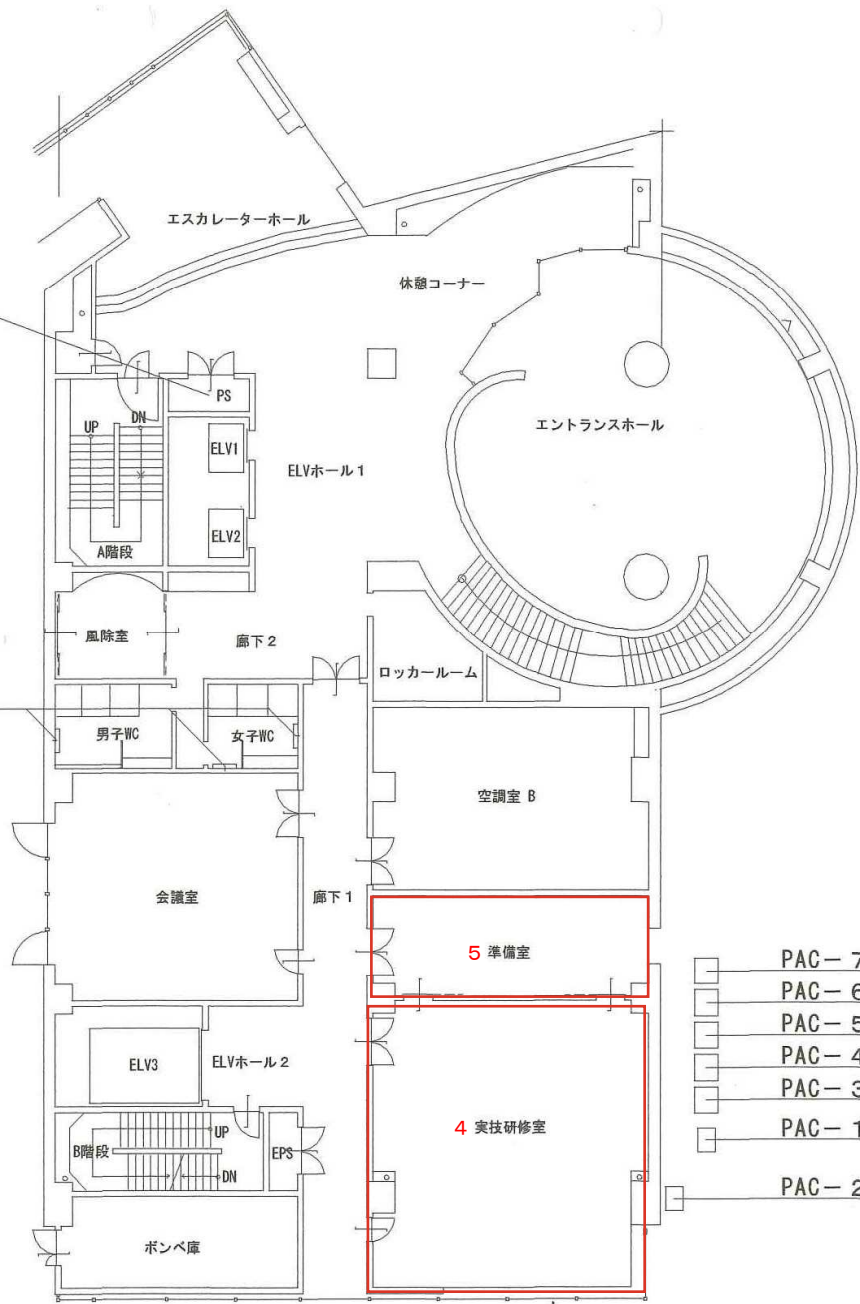 エスカレーターホール
休憩コーナー
PS
エントランスホール
UP
DN
ELV1
ELVホール1
ELV2
A階段
風除室
廊下2
ロッカールーム
男子WC
女子WC
空調室 B
会議室
廊下1
5 準備室
PAC-7
PAC-6
PAC-5
PAC-4
PAC-3
PAC-1
PAC-2
ELV3
ELVホール2
4 実技研修室
UP
B階段
EPS
DN
ボンベ庫